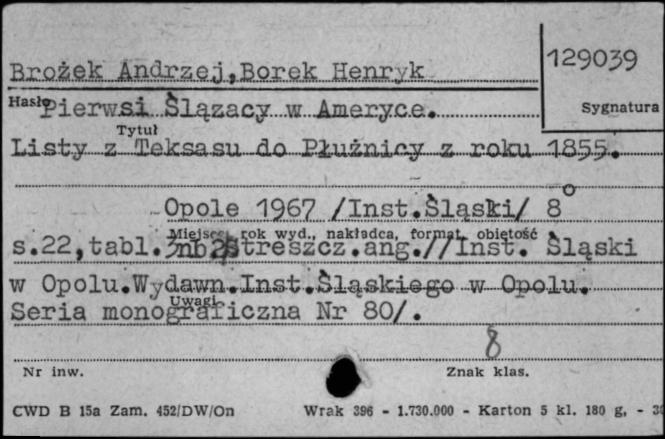 Brożek Andrzej,Borek Henryk
129039
Hasło
Pierwsi Ślązacy w Ameryce.
Sygnatura
Tytuł
Listy z Teksasu do Płużnicy z roku 1855.
Opole 1967 /Inst.Śląski/ 8°
Miejsce, rok wyd., nakładca, format, objętość
s.22,tabl. streszcz.ang.//Inst. Śląski
w Opolu.Wydawn.Inst.Śląskiego w Opolu.
Uwagi
Seria monograficzna Nr 80/.
8
Nr inw.
Znak klas.
CWD B 15a Zam. 452/DW/On Wrak 396 - 1.730.000 - Karton 5 kl. 180 g, -